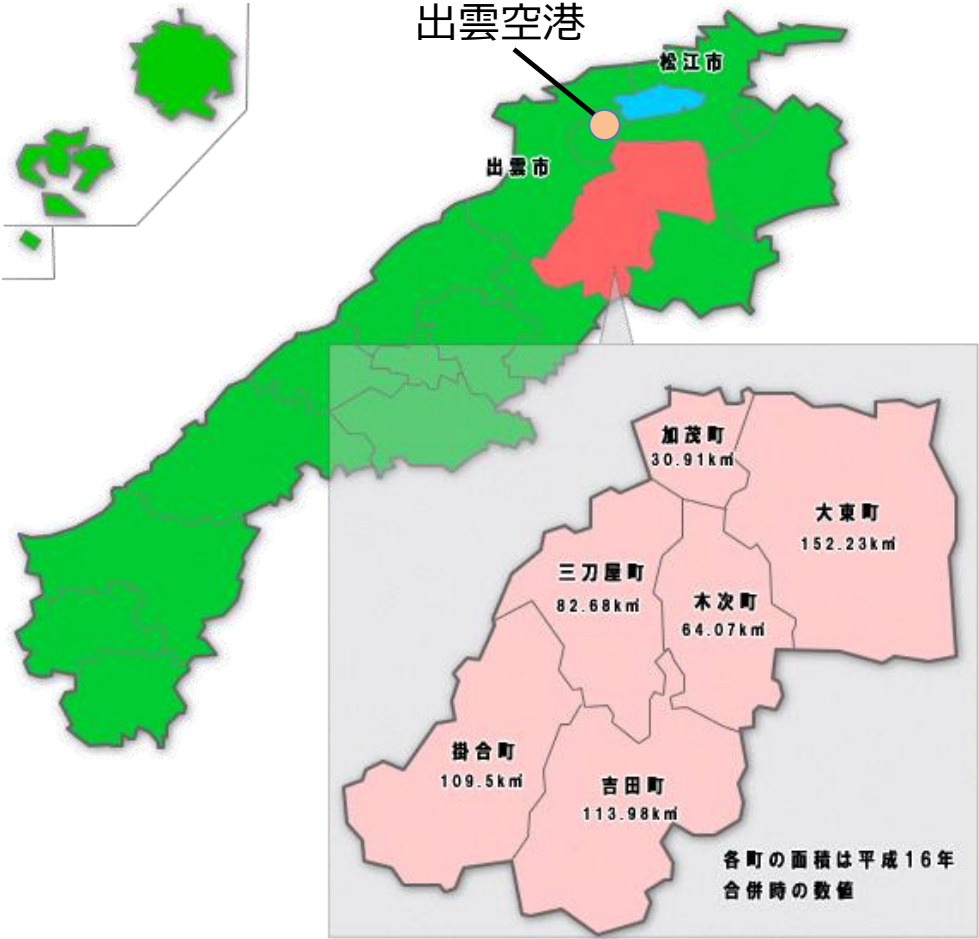 出雲空港
松江市
出雲市
加茂町
30.91k㎡
大東町
152.23k㎡
三刀屋町
82.68k㎡
木次町
64.07k㎡
掛合町
109.5k㎡
吉田町
113.98k㎡
各町の面積は平成16年
合併時の数値